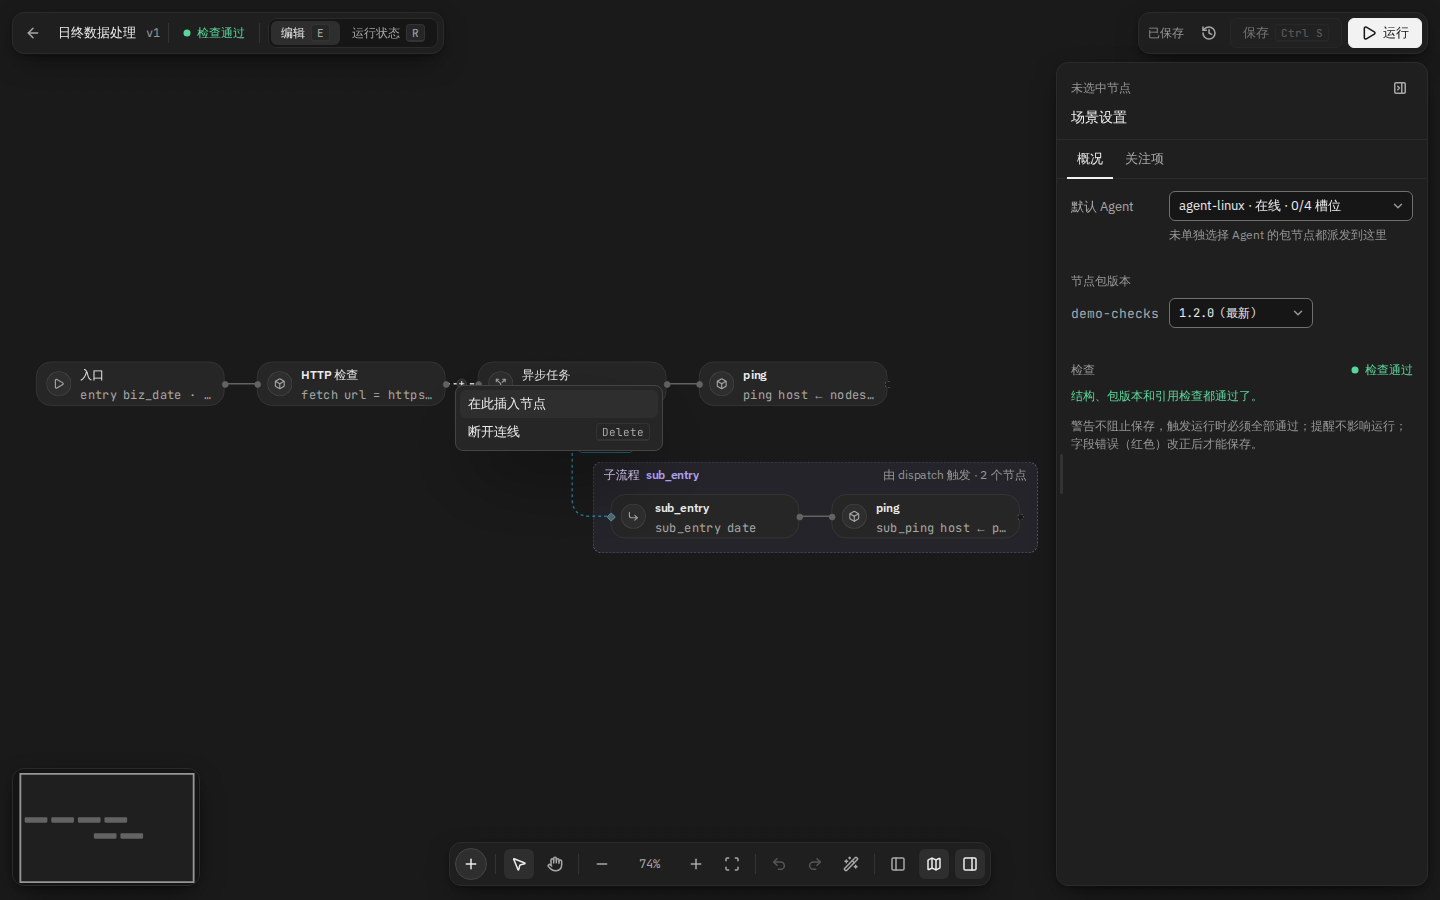 日终数据处理 v1 检查通过 编辑 E 运行状态 R
已保存 保存 Ctrl S 运行
未选中节点
场景设置
概况 关注项
默认 Agent agent-linux · 在线 · 0/4 槽位
未单独选择 Agent 的包节点都派发到这里
节点包版本
demo-checks 1.2.0 (最新)
检查 检查通过
结构、包版本和引用检查都通过了。
警告不阻止保存，触发运行时必须全部通过；提醒不影响运行；
字段错误（红色）改正后才能保存。
入口
entry biz_date · …
HTTP 检查
fetch url = https…
异步任务
ping
ping host ← nodes…
在此插入节点
断开连线 Delete
子流程 sub_entry 由 dispatch 触发 · 2 个节点
sub_entry
sub_entry date
ping
sub_ping host ← p…
74%